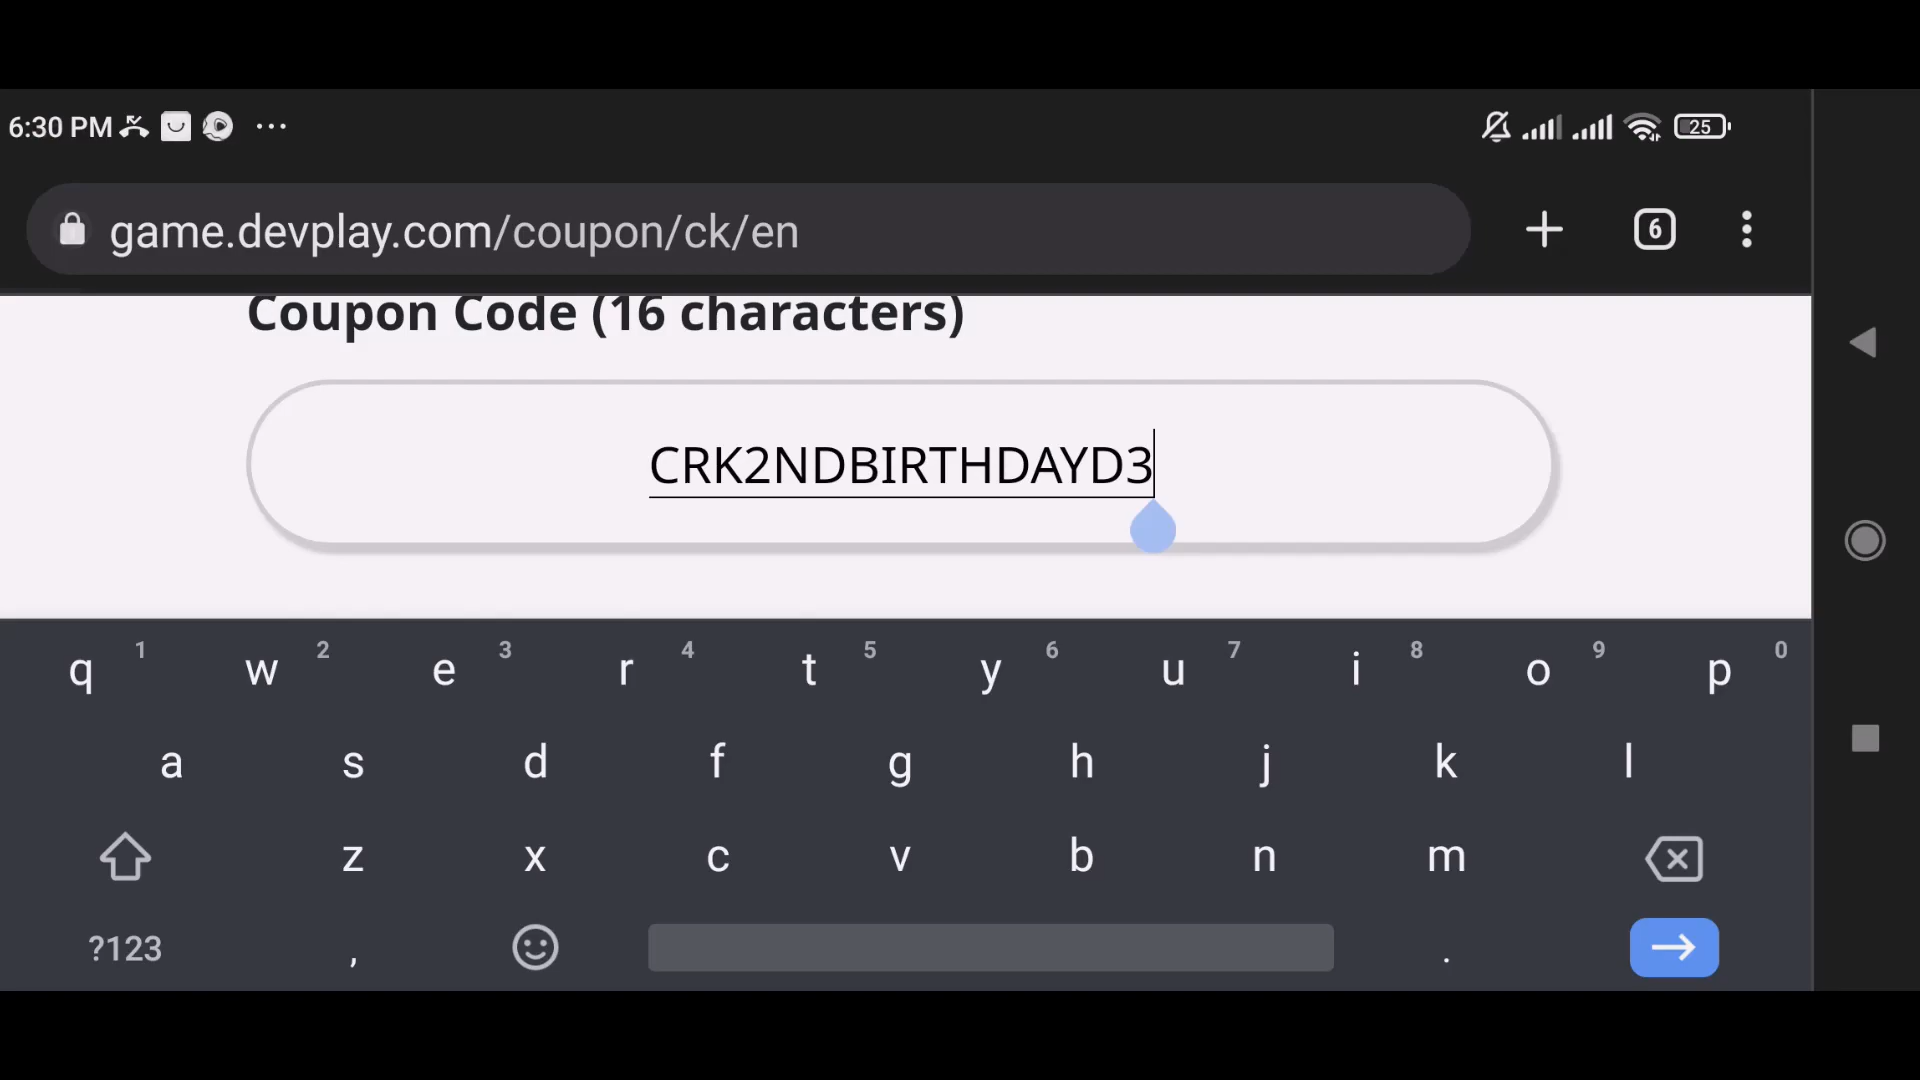 6:30 PM ... 25
game.devplay.com/coupon/ck/en 6
Coupon Code (16 characters)
CRK2NDBIRTHDAYD3
q 1 w 2 e 3 r 4 t 5 y 6 u 7 i 8 o 9 p 0
a s d f g h j k l
z x c v b n m
?123 , .